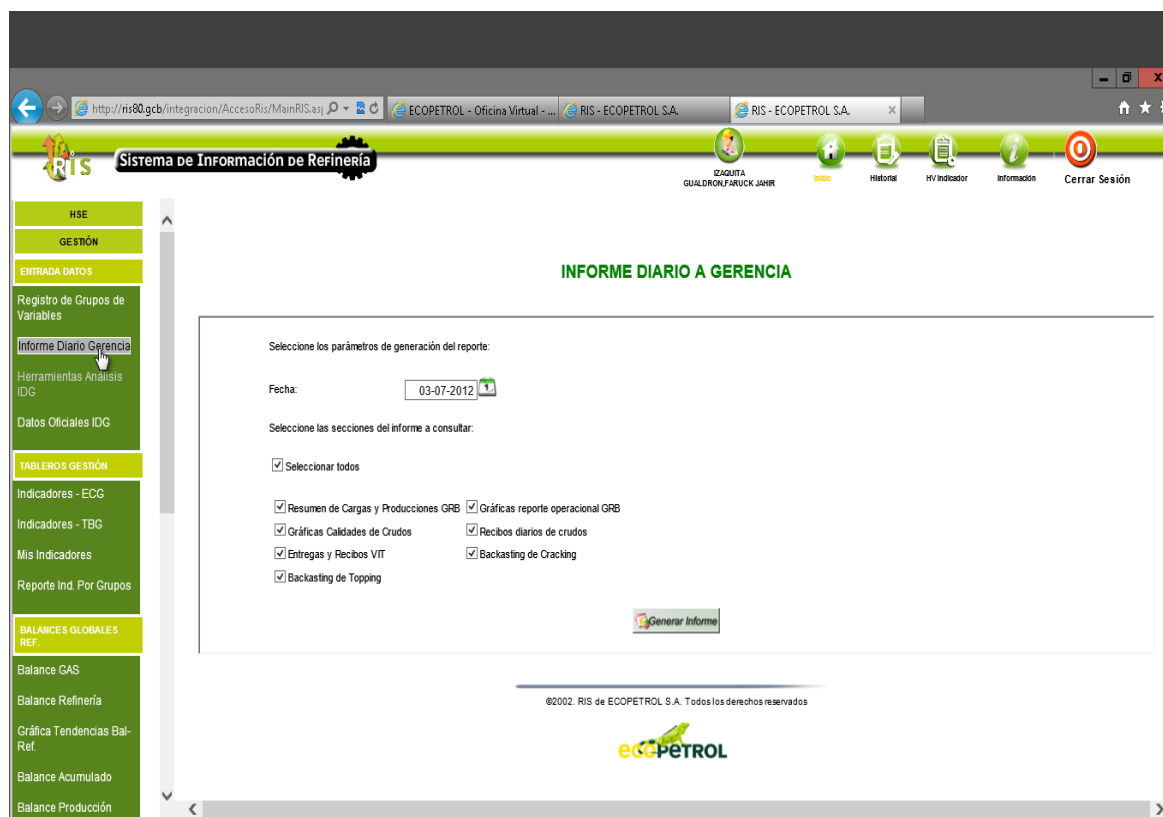 http://ris80.gcb/integracion/AccesoRis/MainRIS.as
ECOPETROL - Oficina Virtual - ...
RIS - ECOPETROL S.A.
RIS - ECOPETROL S.A.
RIS
Sistema de Información de Refinería
IZAQUITA
GUALDRON,FARUCK JAHIR
Inicio
Historial
HV Indicador
Información
Cerrar Sesión
HSE
GESTIÓN
ENTRADA DATOS
Registro de Grupos de
Variables
Informe Diario Gerencia
Herramientas Análisis
IDG
Datos Oficiales IDG
TABLEROS GESTIÓN
Indicadores - ECG
Indicadores - TBG
Mis Indicadores
Reporte Ind. Por Grupos
BALANCES GLOBALES
REF.
Balance GAS
Balance Refinería
Gráfica Tendencias Bal-
Ref.
Balance Acumulado
Balance Producción
INFORME DIARIO A GERENCIA
Seleccione los parámetros de generación del reporte:
Fecha: 03-07-2012
Seleccione las secciones del informe a consultar:
Seleccionar todos
Resumen de Cargas y Producciones GRB Gráficas reporte operacional GRB
Gráficas Calidades de Crudos Recibos diarios de crudos
Entregas y Recibos VIT Backasting de Cracking
Backasting de Topping
Generar Informe
©2002. RIS de ECOPETROL S.A. Todos los derechos reservados
ecopetrol